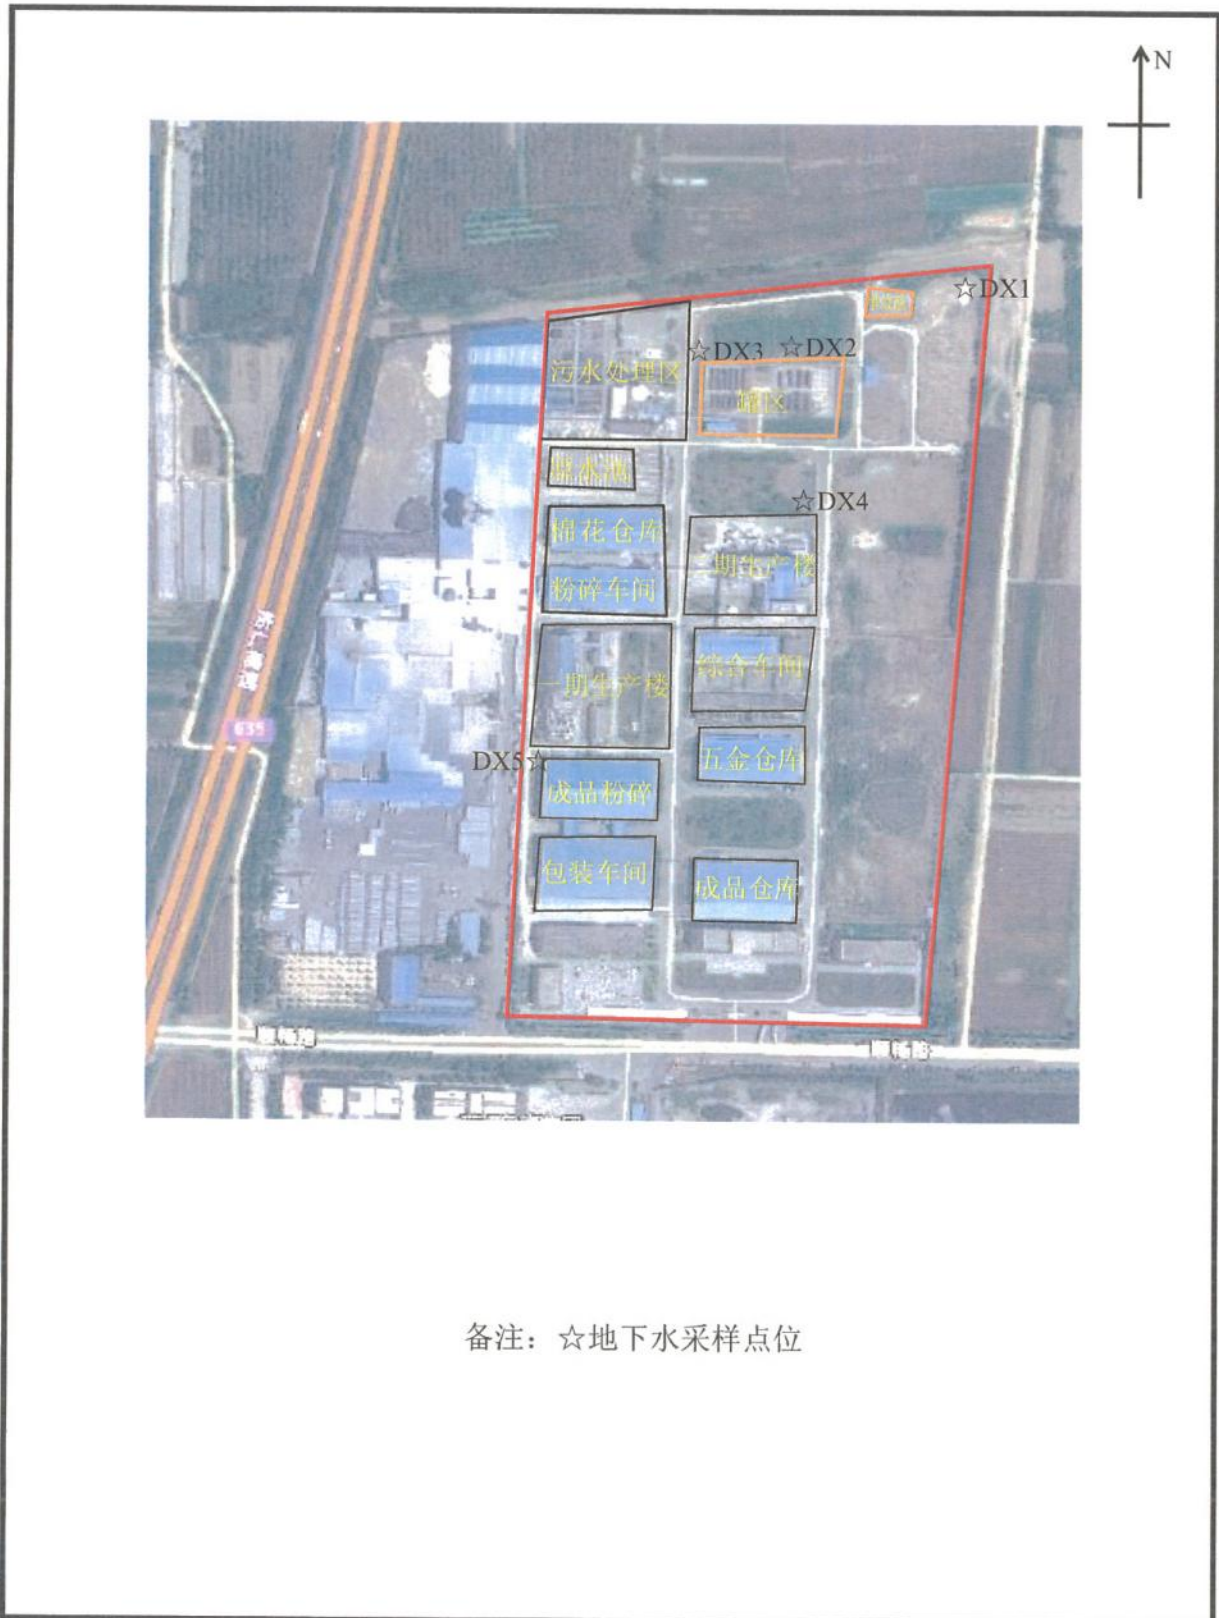 N
☆DX1
☆DX3
☆DX2
污水处理区
罐区
☆DX4
棉花仓库
二期生产楼
粉碎车间
综合车间
一期生产楼
635
DX5☆
五金仓库
成品粉碎
包装车间
成品仓库
备注：☆地下水采样点位